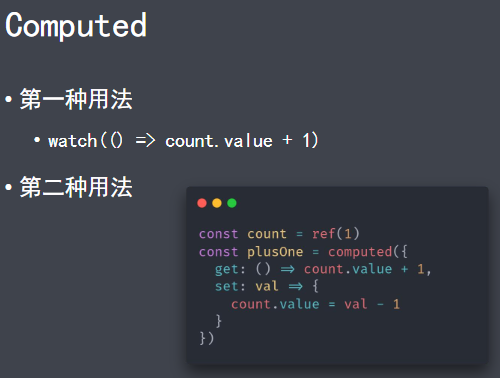 Computed
• 第一种用法
• watch(() => count.value + 1)
• 第二种用法
const count = ref(1)
const plusOne = computed({
  get: () => count.value + 1,
  set: val => {
    count.value = val - 1
  }
})